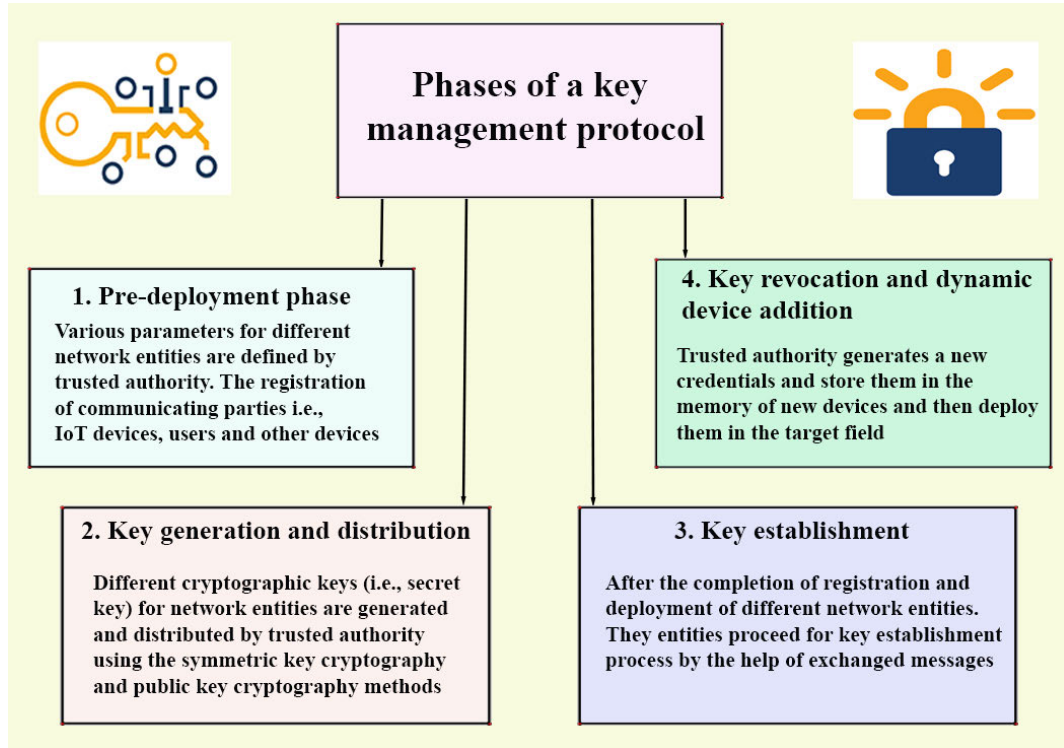 Phases of a key
management protocol
1. Pre-deployment phase
Various parameters for different
network entities are defined by
trusted authority. The registration
of communicating parties i.e.,
IoT devices, users and other devices
2. Key generation and distribution
Different cryptographic keys (i.e., secret
key) for network entities are generated
and distributed by trusted authority
using the symmetric key cryptography
and public key cryptography methods
3. Key establishment
After the completion of registration and
deployment of different network entities.
They entities proceed for key establishment
process by the help of exchanged messages
4. Key revocation and dynamic
device addition
Trusted authority generates a new
credentials and store them in the
memory of new devices and then deploy
them in the target field